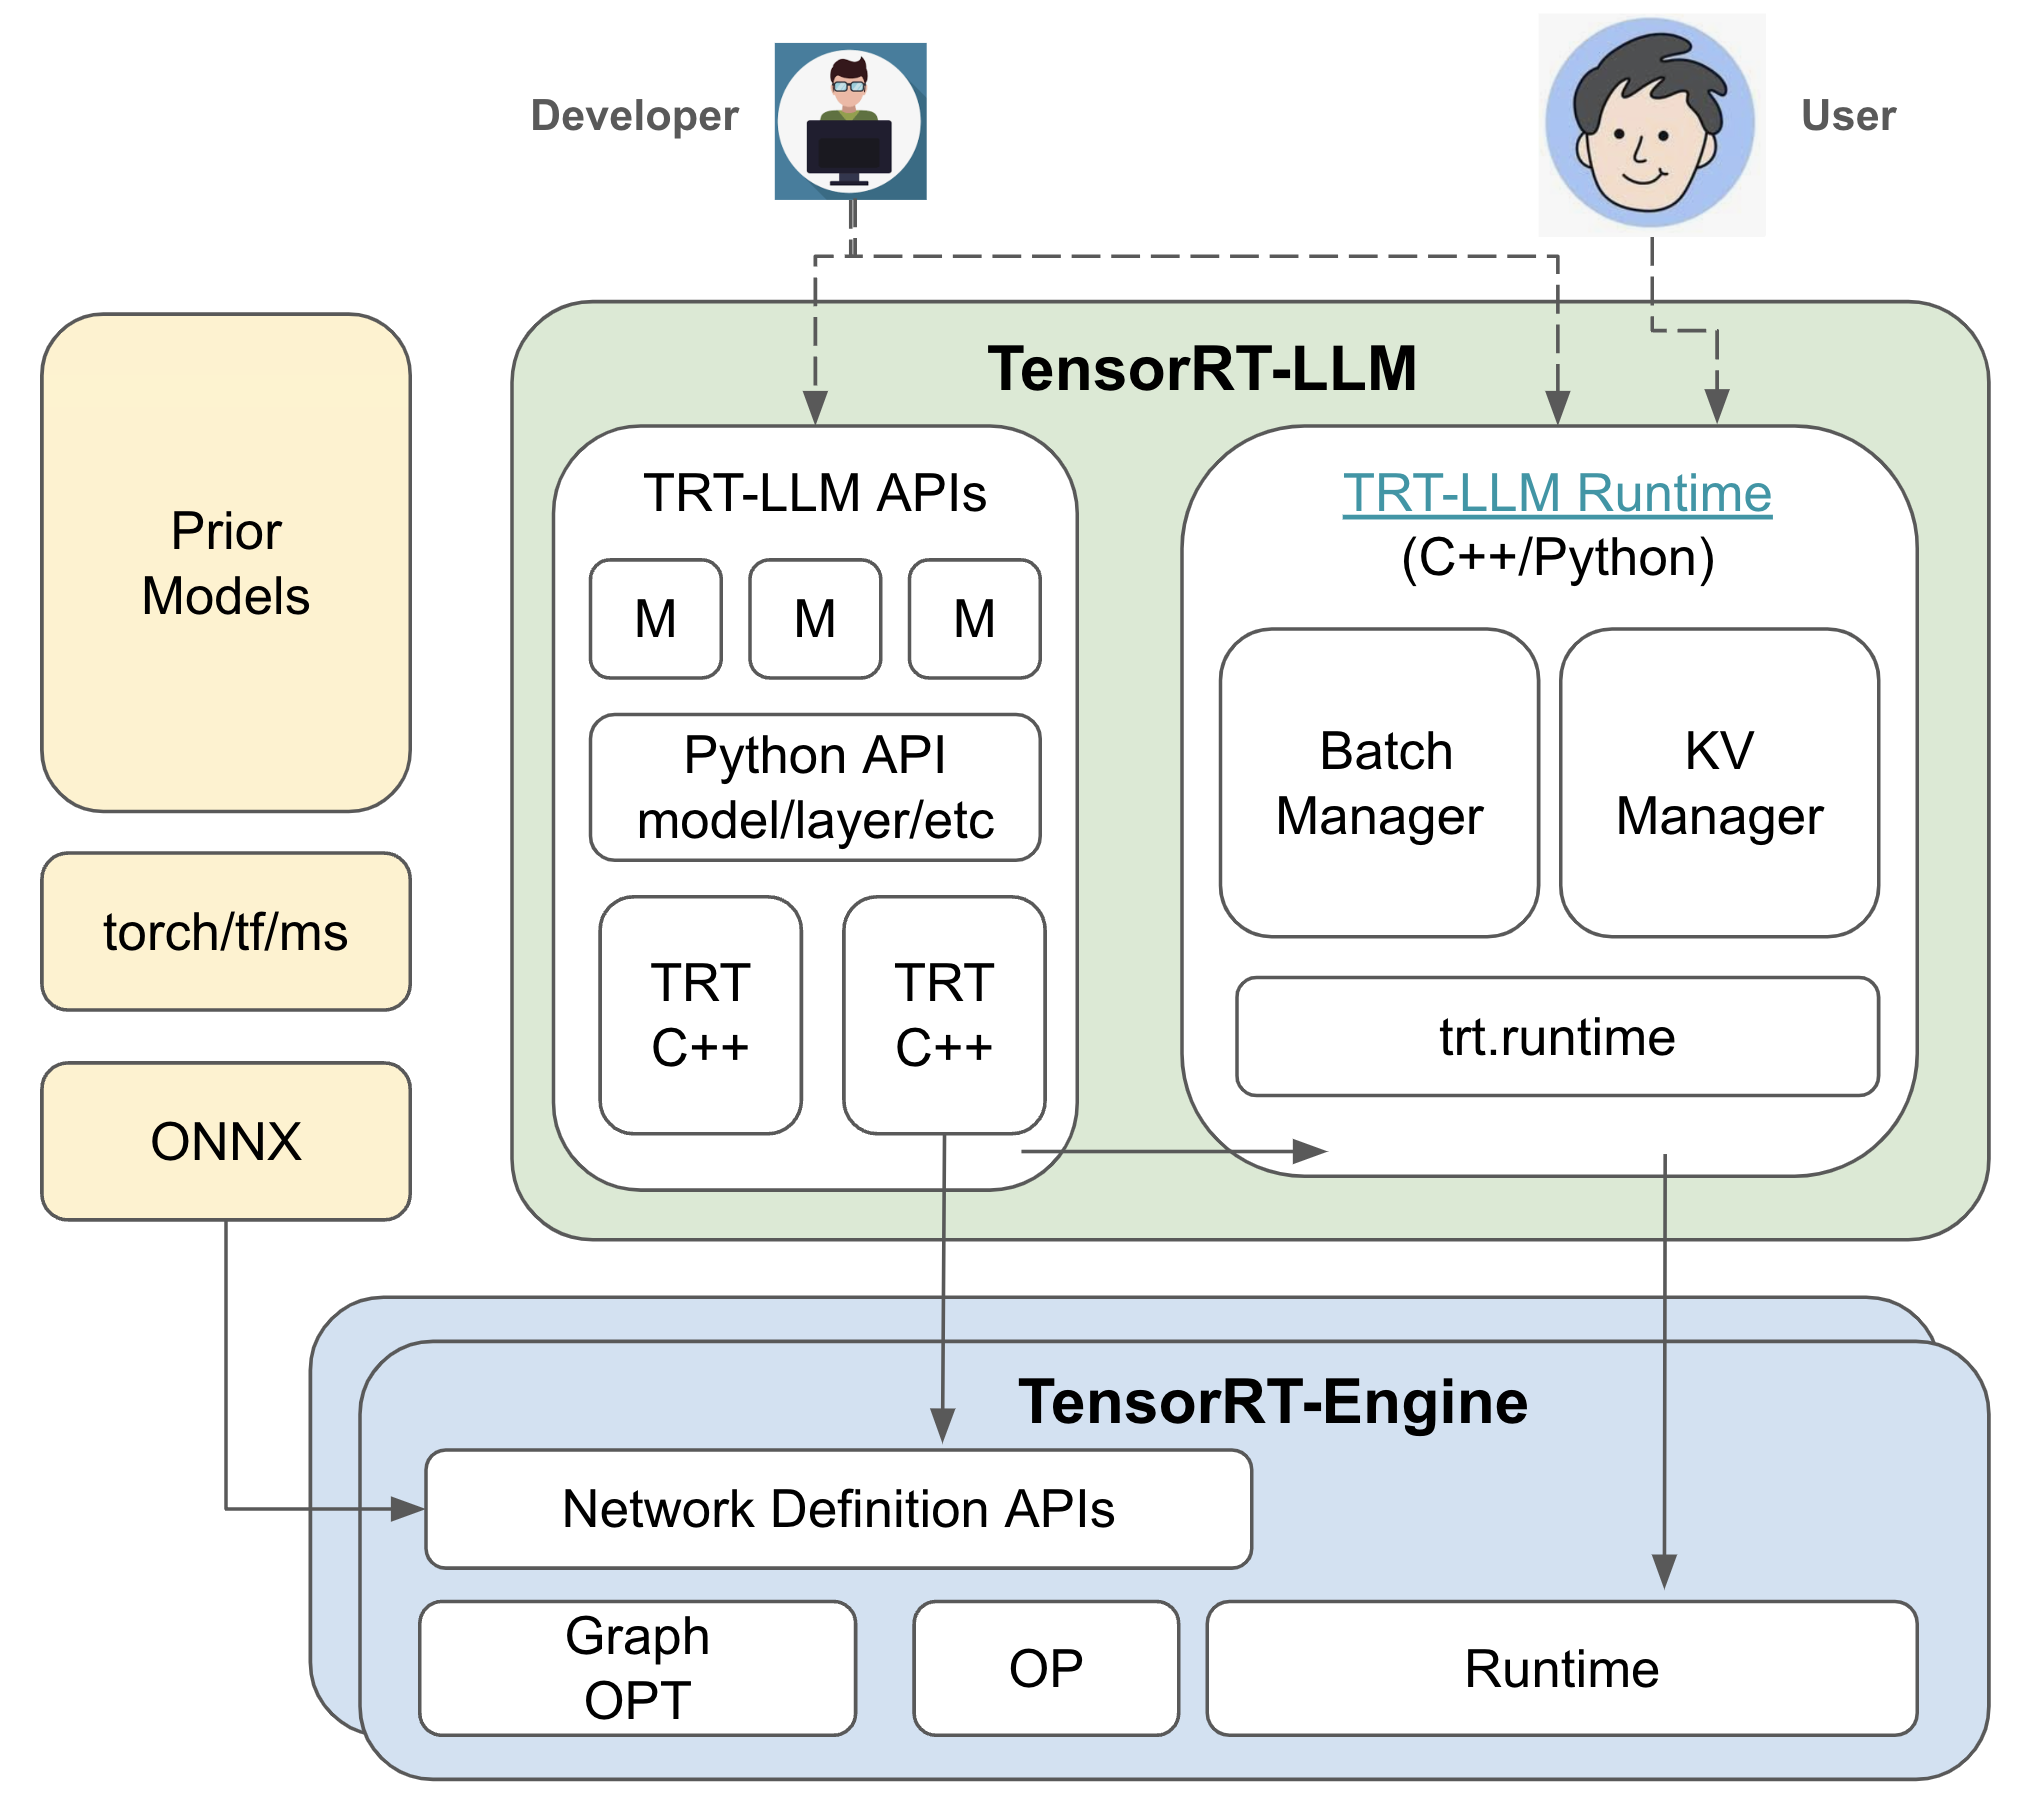 Developer
User
Prior
Models
torch/tf/ms
ONNX
TensorRT-LLM
TRT-LLM APIs
M
M
M
Python API
model/layer/etc
TRT
C++
TRT
C++
TRT-LLM Runtime
(C++/Python)
Batch
Manager
KV
Manager
trt.runtime
TensorRT-Engine
Network Definition APIs
Graph
OPT
OP
Runtime